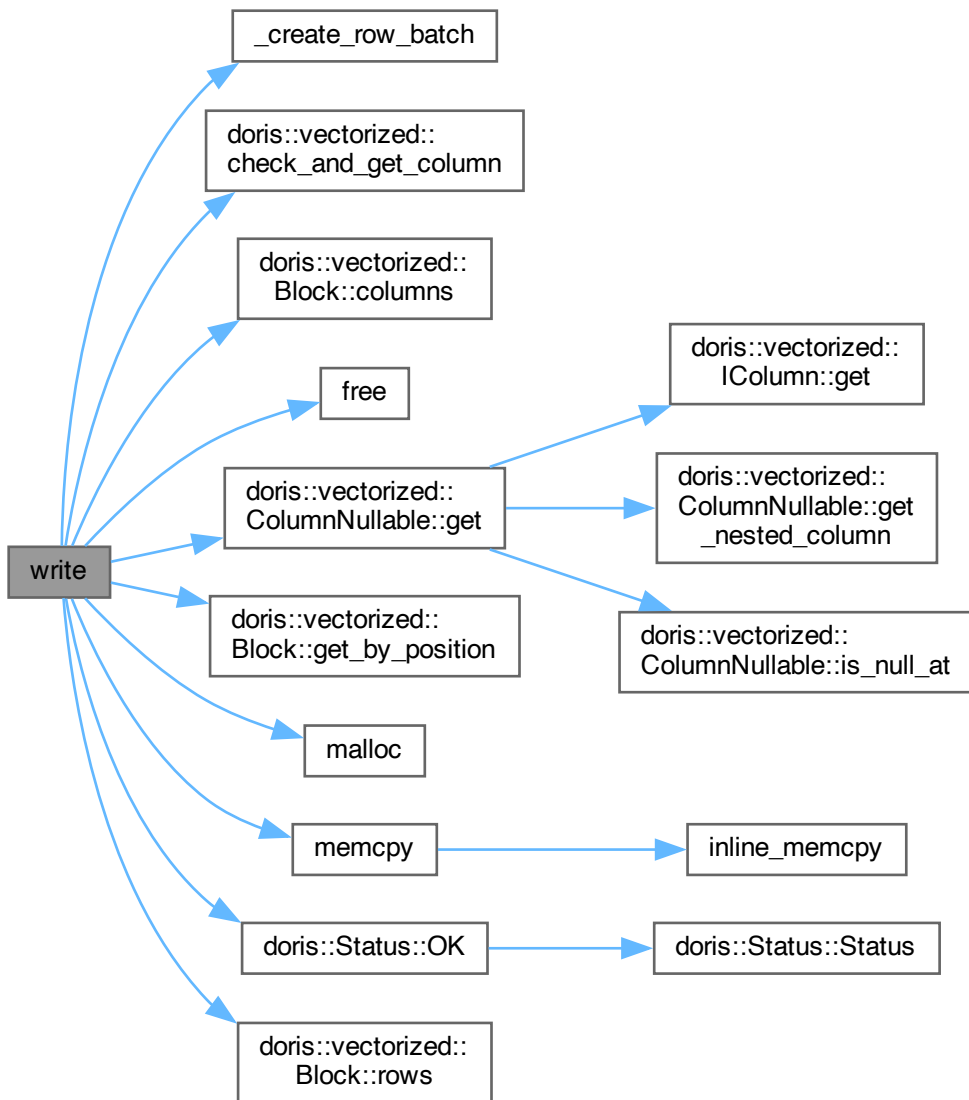 _create_row_batch
doris::vectorized::
check_and_get_column
doris::vectorized::
Block::columns
free
doris::vectorized::
ColumnNullable::get
doris::vectorized::
IColumn::get
doris::vectorized::
ColumnNullable::get
_nested_column
doris::vectorized::
ColumnNullable::is_null_at
write
doris::vectorized::
Block::get_by_position
malloc
memcpy
inline_memcpy
doris::Status::OK
doris::Status::Status
doris::vectorized::
Block::rows